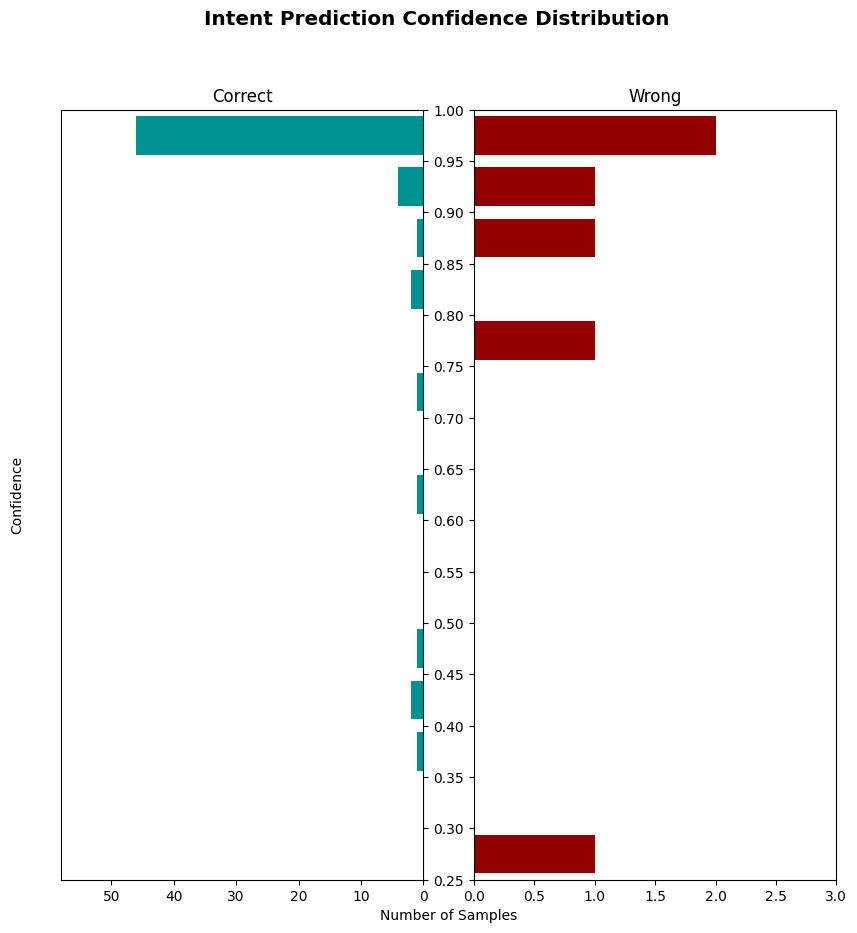 Intent Prediction Confidence Distribution
Correct
Wrong
1.00
0.95
0.90
0.85
0.80
0.75
0.70
0.65
0.60
0.55
0.50
0.45
0.40
0.35
0.30
0.25
Confidence
50 40 30 20 10 0
0.0 0.5 1.0 1.5 2.0 2.5 3.0
Number of Samples